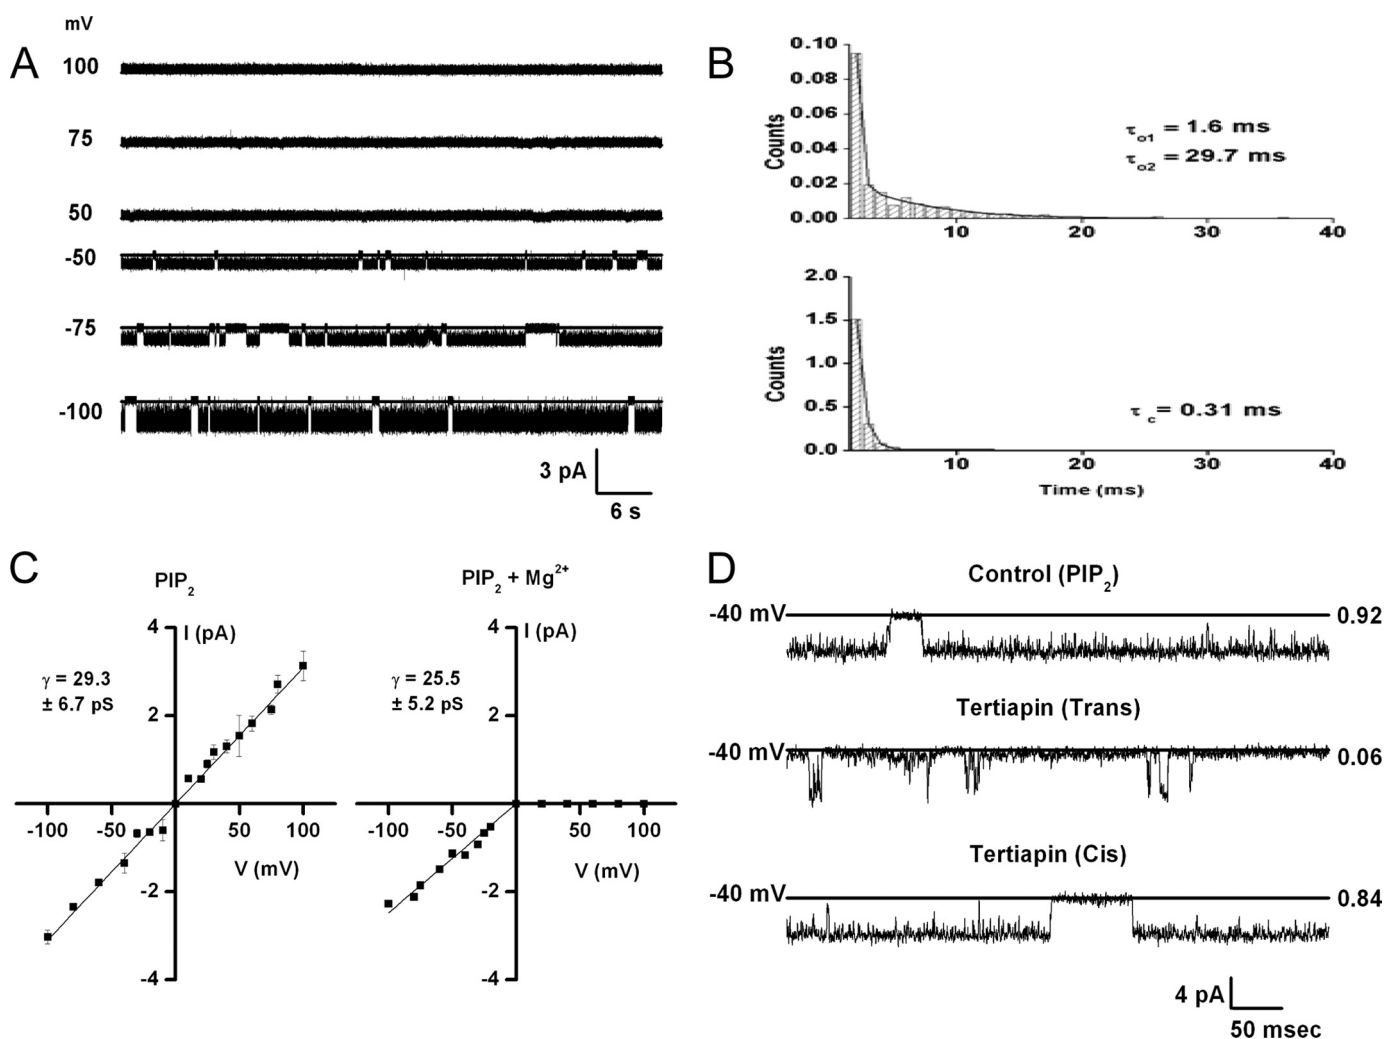 A
mV
100
75
50
-50
-75
-100
3 pA
6 s
B
0.10
0.08
0.06
0.04
0.02
0.00
Counts
τo1 = 1.6 ms
τo2 = 29.7 ms
10
20
30
40
2.0
1.5
1.0
0.5
0.0
Counts
τc= 0.31 ms
10
20
30
40
Time (ms)
C
PIP2
4
I (pA)
γ = 29.3
± 6.7 pS
2
-100
-50
50
100
V (mV)
-2
-4
PIP2 + Mg2+
4
I (pA)
γ = 25.5
± 5.2 pS
2
-100
-50
50
100
V (mV)
-2
-4
D
Control (PIP2)
-40 mV
0.92
Tertiapin (Trans)
-40 mV
0.06
Tertiapin (Cis)
-40 mV
0.84
4 pA
50 msec